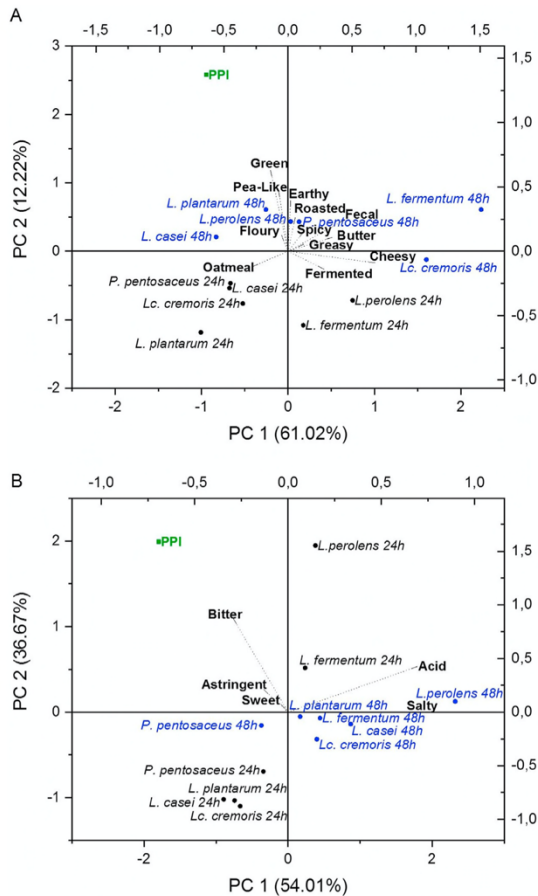 A
-1,5 -1,0 -0,5 0,0 0,5 1,0 1,5
3
1,5
PPI
2
1,0
Green
1
Pea-Like
Earthy
L. fermentum 48h
L. plantarum 48h
Roasted
0,5
L.perolens 48h
Fecal
P. pentosaceus 48h
L. casei 48h
Floury
Spicy
Butter
Greasy
0
Cheesy
0,0
Oatmeal
Fermented
Lc. cremoris 48h
P. pentosaceus 24h
L. casei 24h
Lc. cremoris 24h
L.perolens 24h
-0,5
-1
L. fermentum 24h
L. plantarum 24h
-1,0
-2
-2 -1 0 1 2
PC 2 (12.22%)
PC 1 (61.02%)
B
-1,0 -0,5 0,0 0,5 1,0
2
PPI
L.perolens 24h
1,5
1
Bitter
1,0
L. fermentum 24h
Acid
0,5
Astringent
L.perolens 48h
Sweet
L. plantarum 48h
Salty
0
0,0
P. pentosaceus 48h
L. fermentum 48h
L. casei 48h
Lc. cremoris 48h
P. pentosaceus 24h
-0,5
L. plantarum 24h
-1
L. casei 24h
Lc. cremoris 24h
-1,0
-2 0 2
PC 2 (36.67%)
PC 1 (54.01%)